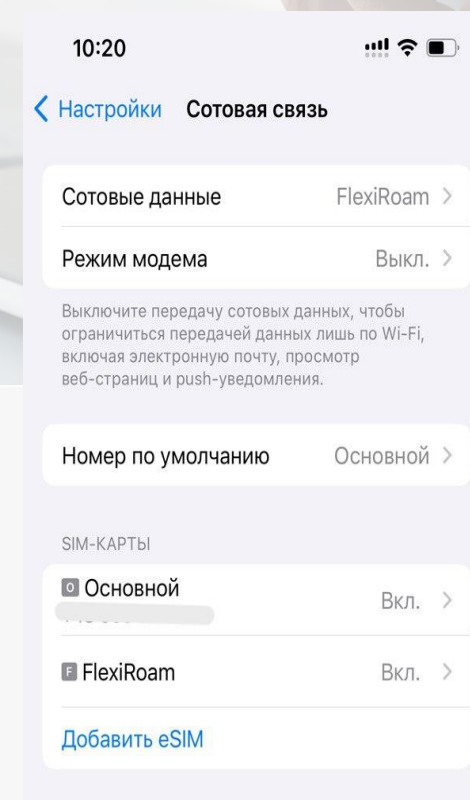 10:20
Настройки Сотовая связь
Сотовые данные FlexiRoam
Режим модема Выкл.
Выключите передачу сотовых данных, чтобы
ограничиться передачей данных лишь по Wi-Fi,
включая электронную почту, просмотр
веб-страниц и push-уведомления.
Номер по умолчанию Основной
SIM-КАРТЫ
О Основной
Вкл.
F FlexiRoam Вкл.
Добавить eSIM